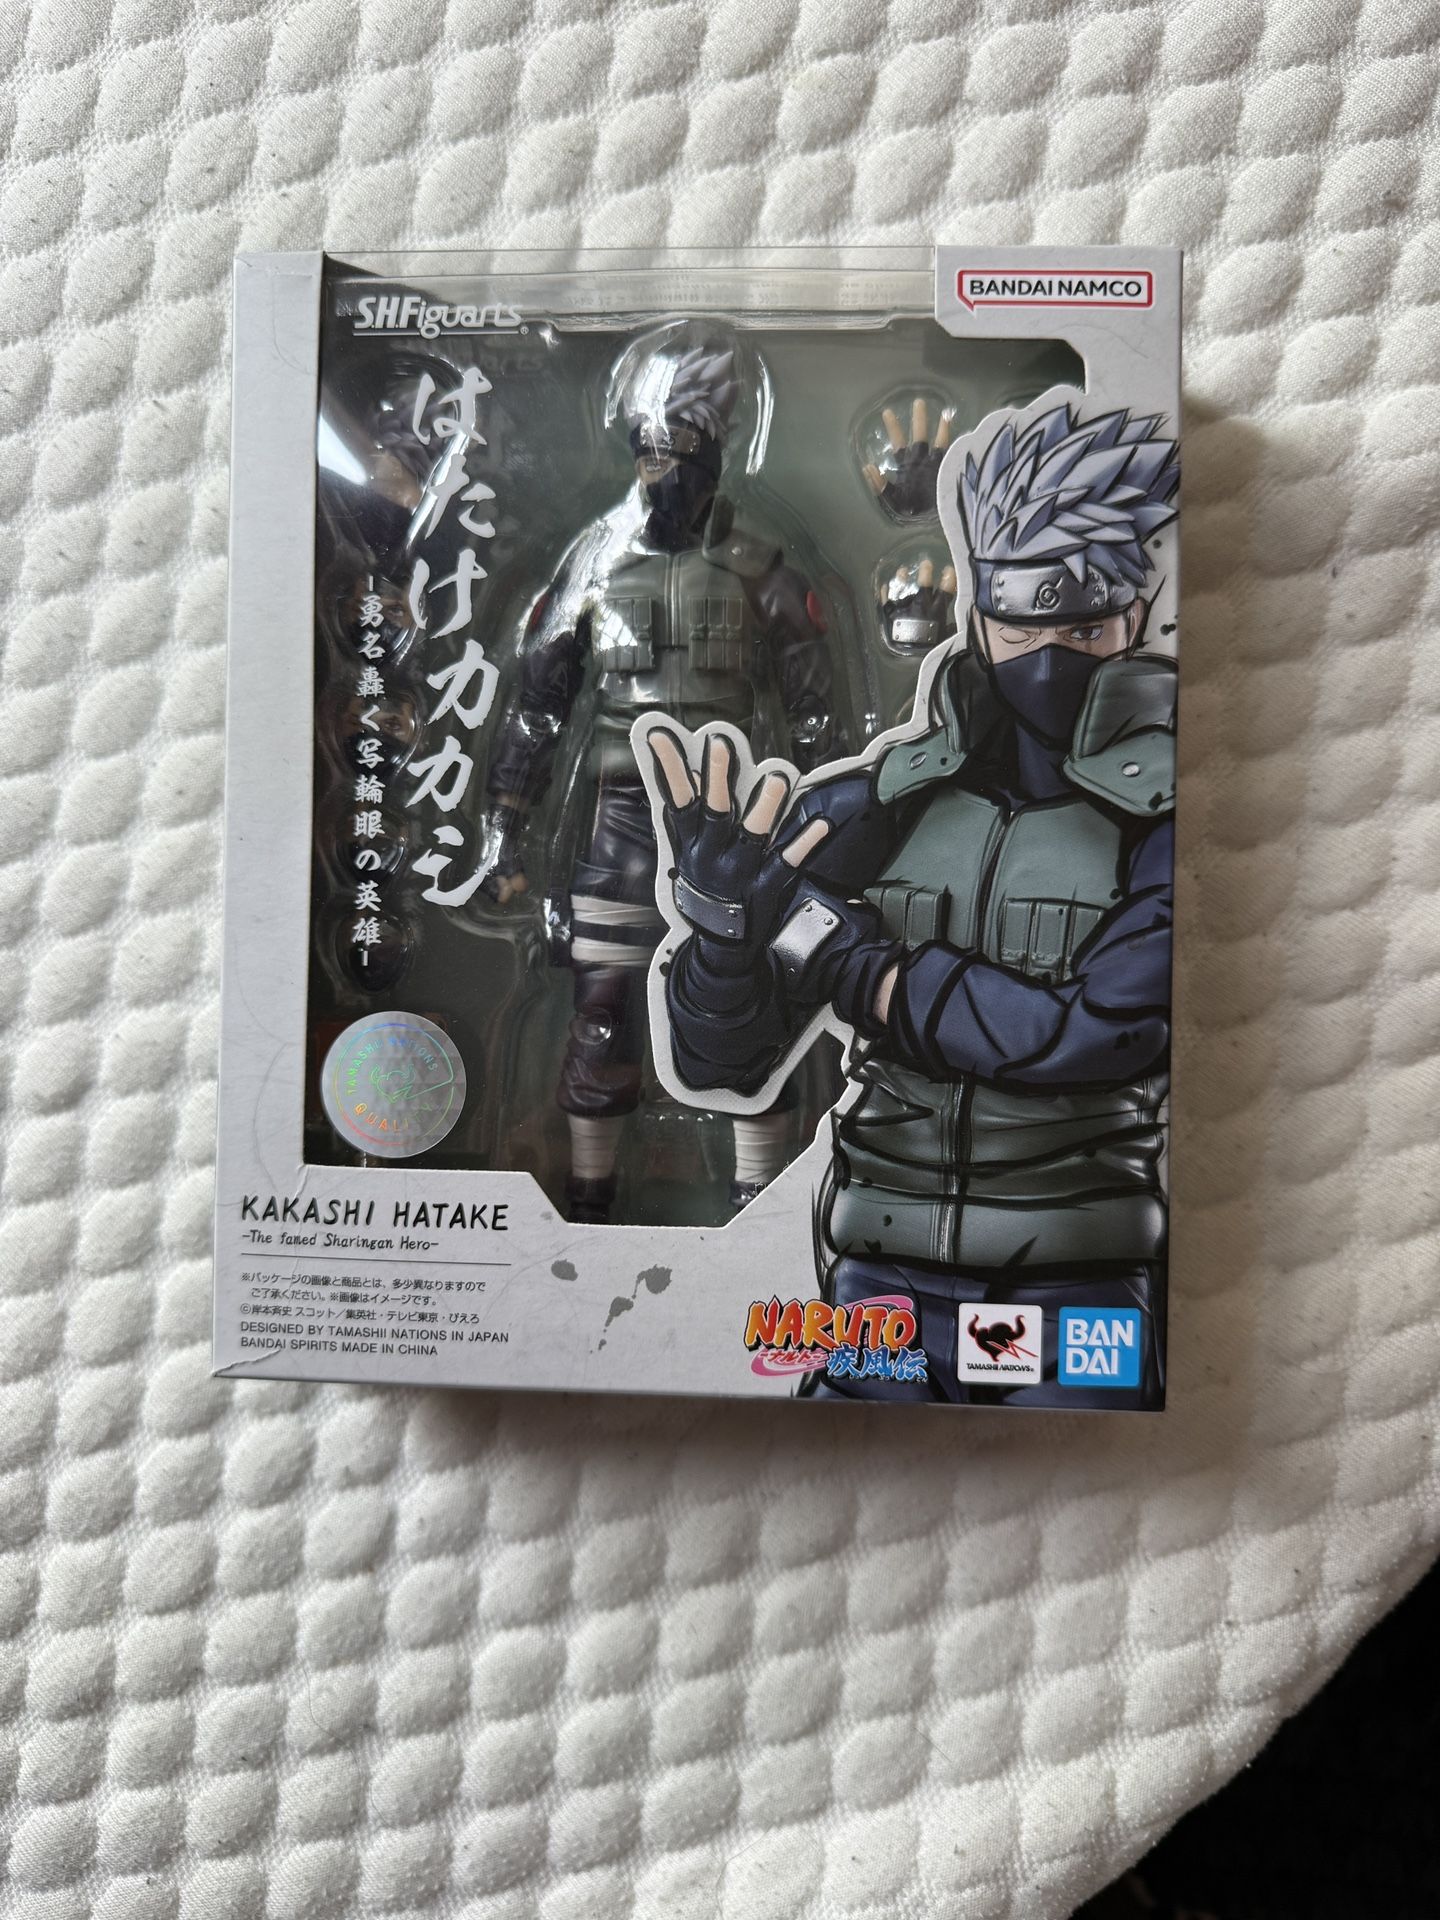 S.H.Figuarts®
BANDAI NAMCO
はたけカカシ
-勇名轟く写輪眼の英雄-
TAMASHII NATIONS
QUALITY
KAKASHI HATAKE
-The famed Sharingan Hero-
※パッケージの画像と商品とは、多少異なりますので
ご了承ください。※画像はイメージです。
©岸本斉史 スコット/集英社・テレビ東京・ぴえろ
DESIGNED BY TAMASHII NATIONS IN JAPAN
BANDAI SPIRITS MADE IN CHINA
NARUTO
-ナルト- 疾風伝
TAMASHII NATIONS®
BAN
DAI